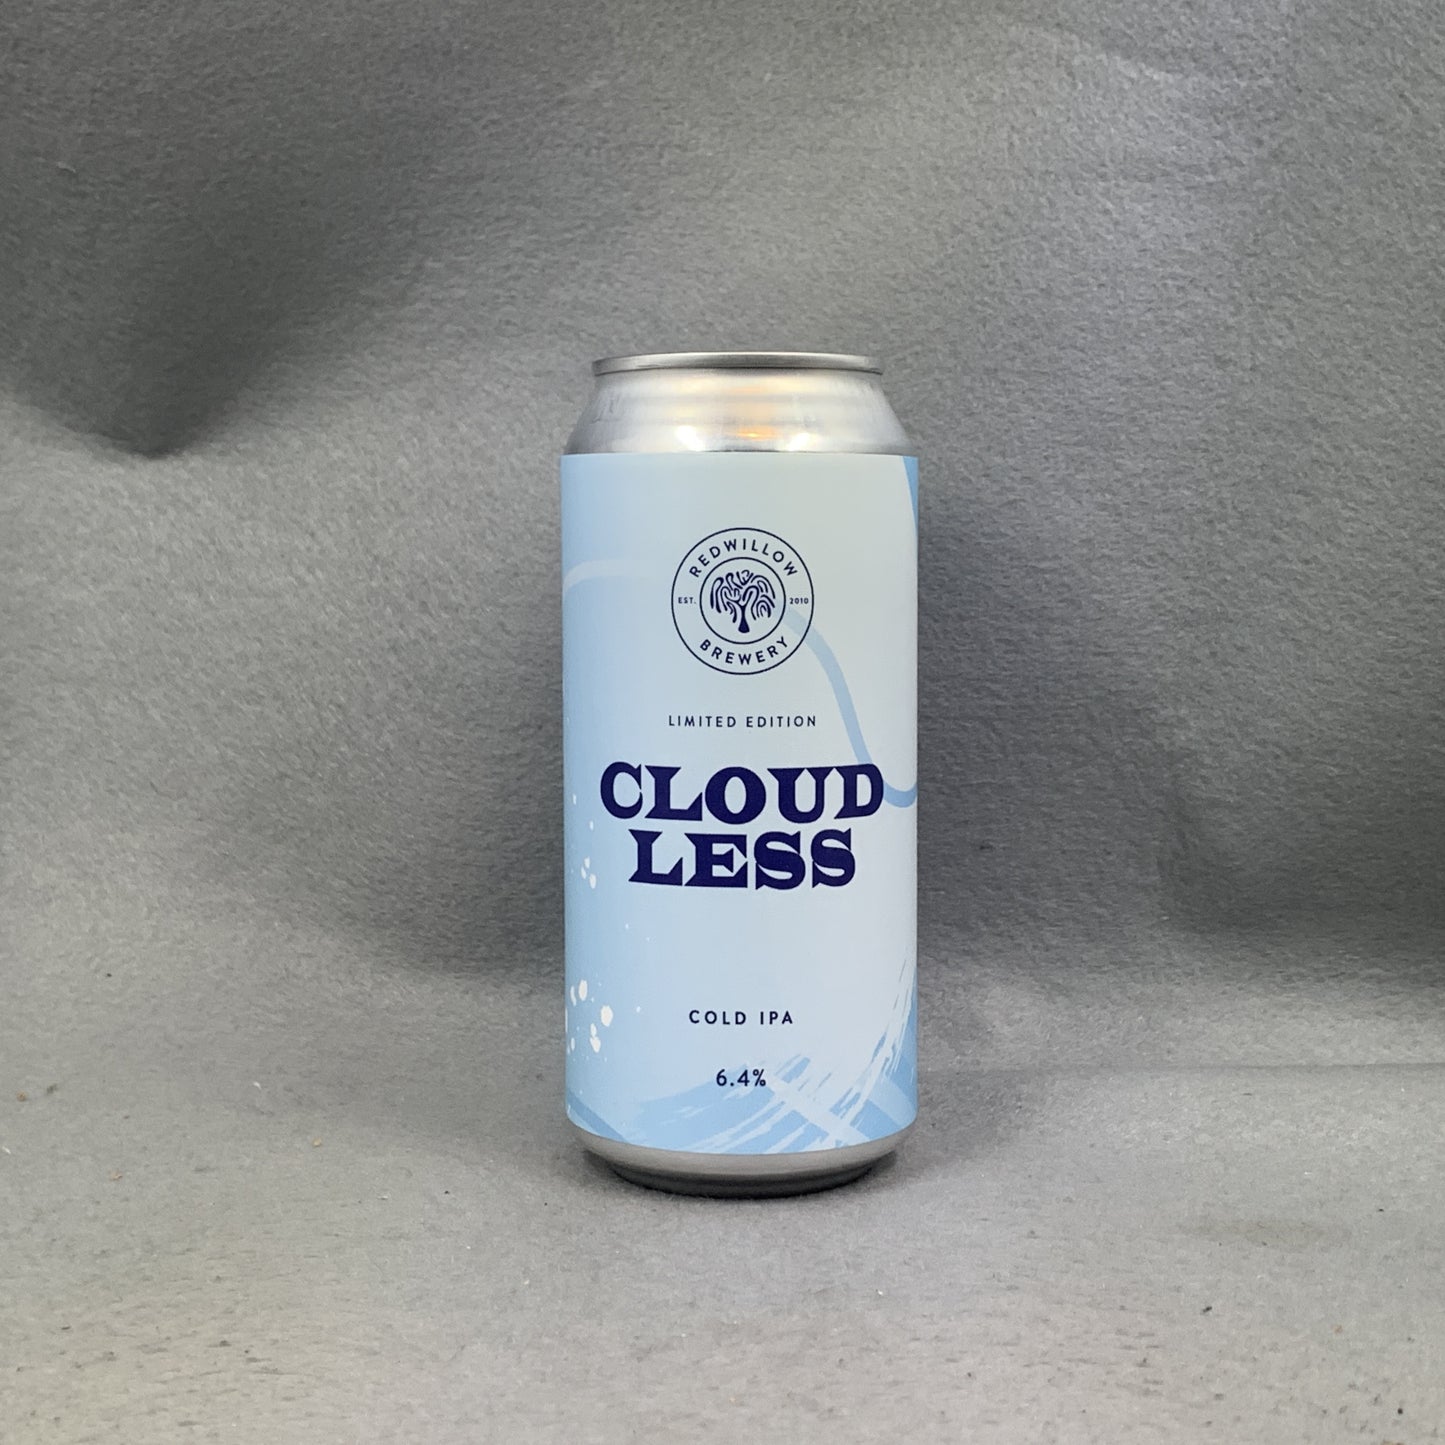 REDWILLOW
EST. 2010
BREWERY
LIMITED EDITION
CLOUD
LESS
COLD IPA
6.4%